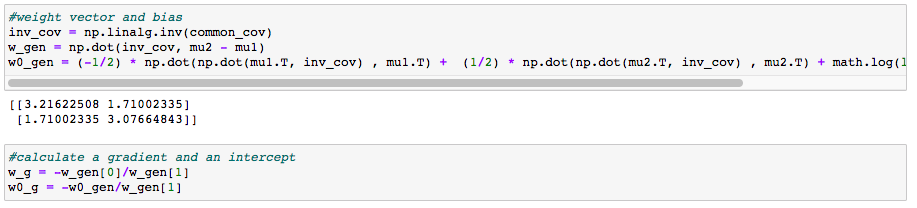 #weight vector and bias
inv_cov = np.linalg.inv(common_cov)
w_gen = np.dot(inv_cov, mu2 - mu1)
w0_gen = (-1/2) * np.dot(np.dot(mu1.T, inv_cov) , mu1.T) +  (1/2) * np.dot(np.dot(mu2.T, inv_cov) , mu2.T) + math.log(1
[[3.21622508 1.71002335]
 [1.71002335 3.07664843]]
#calculate a gradient and an intercept
w_g = -w_gen[0]/w_gen[1]
w0_g = -w0_gen/w_gen[1]